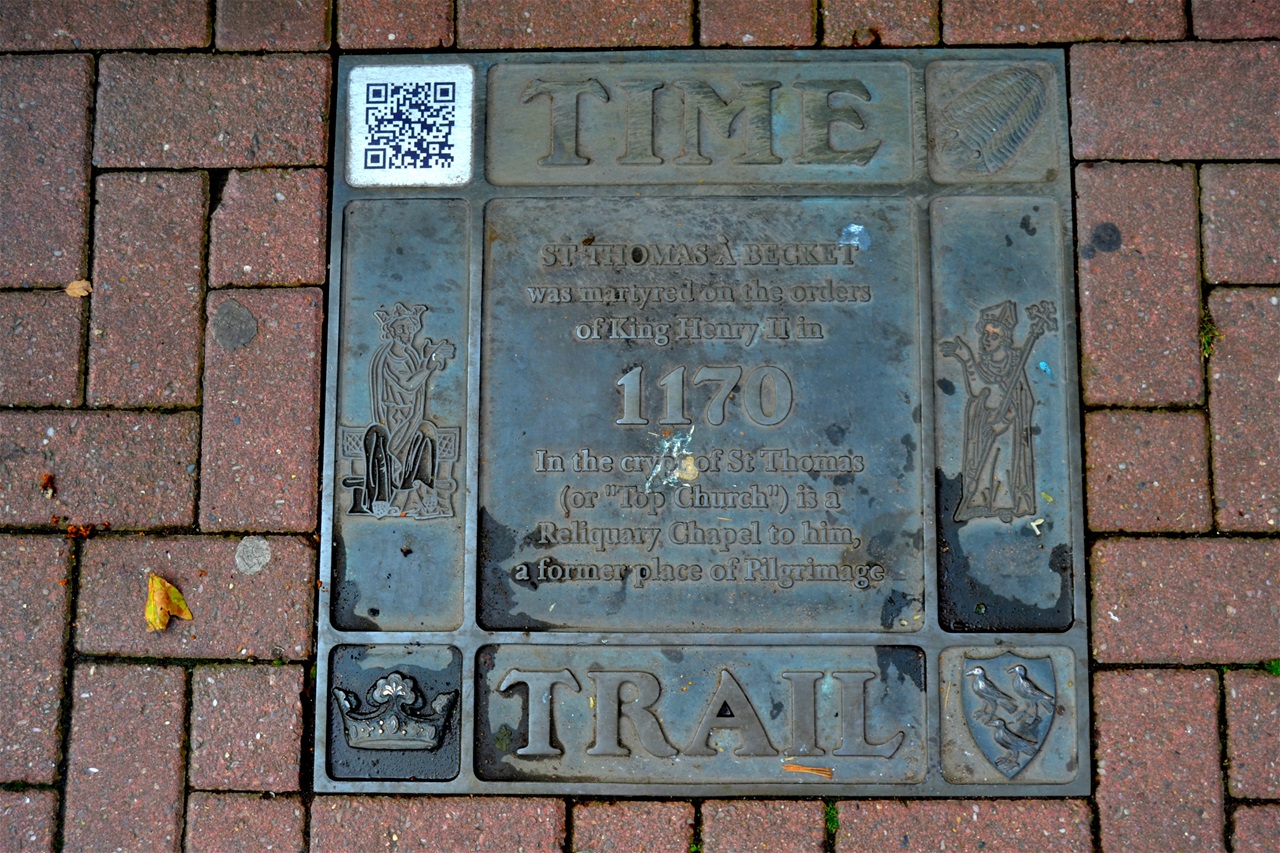 TIME
ST THOMAS À BECKET
was martyred on the orders
of King Henry II in
1170
In the crypt of St Thomas
(or "Top Church") is a
Reliquary Chapel to him,
a former place of Pilgrimage
TRAIL